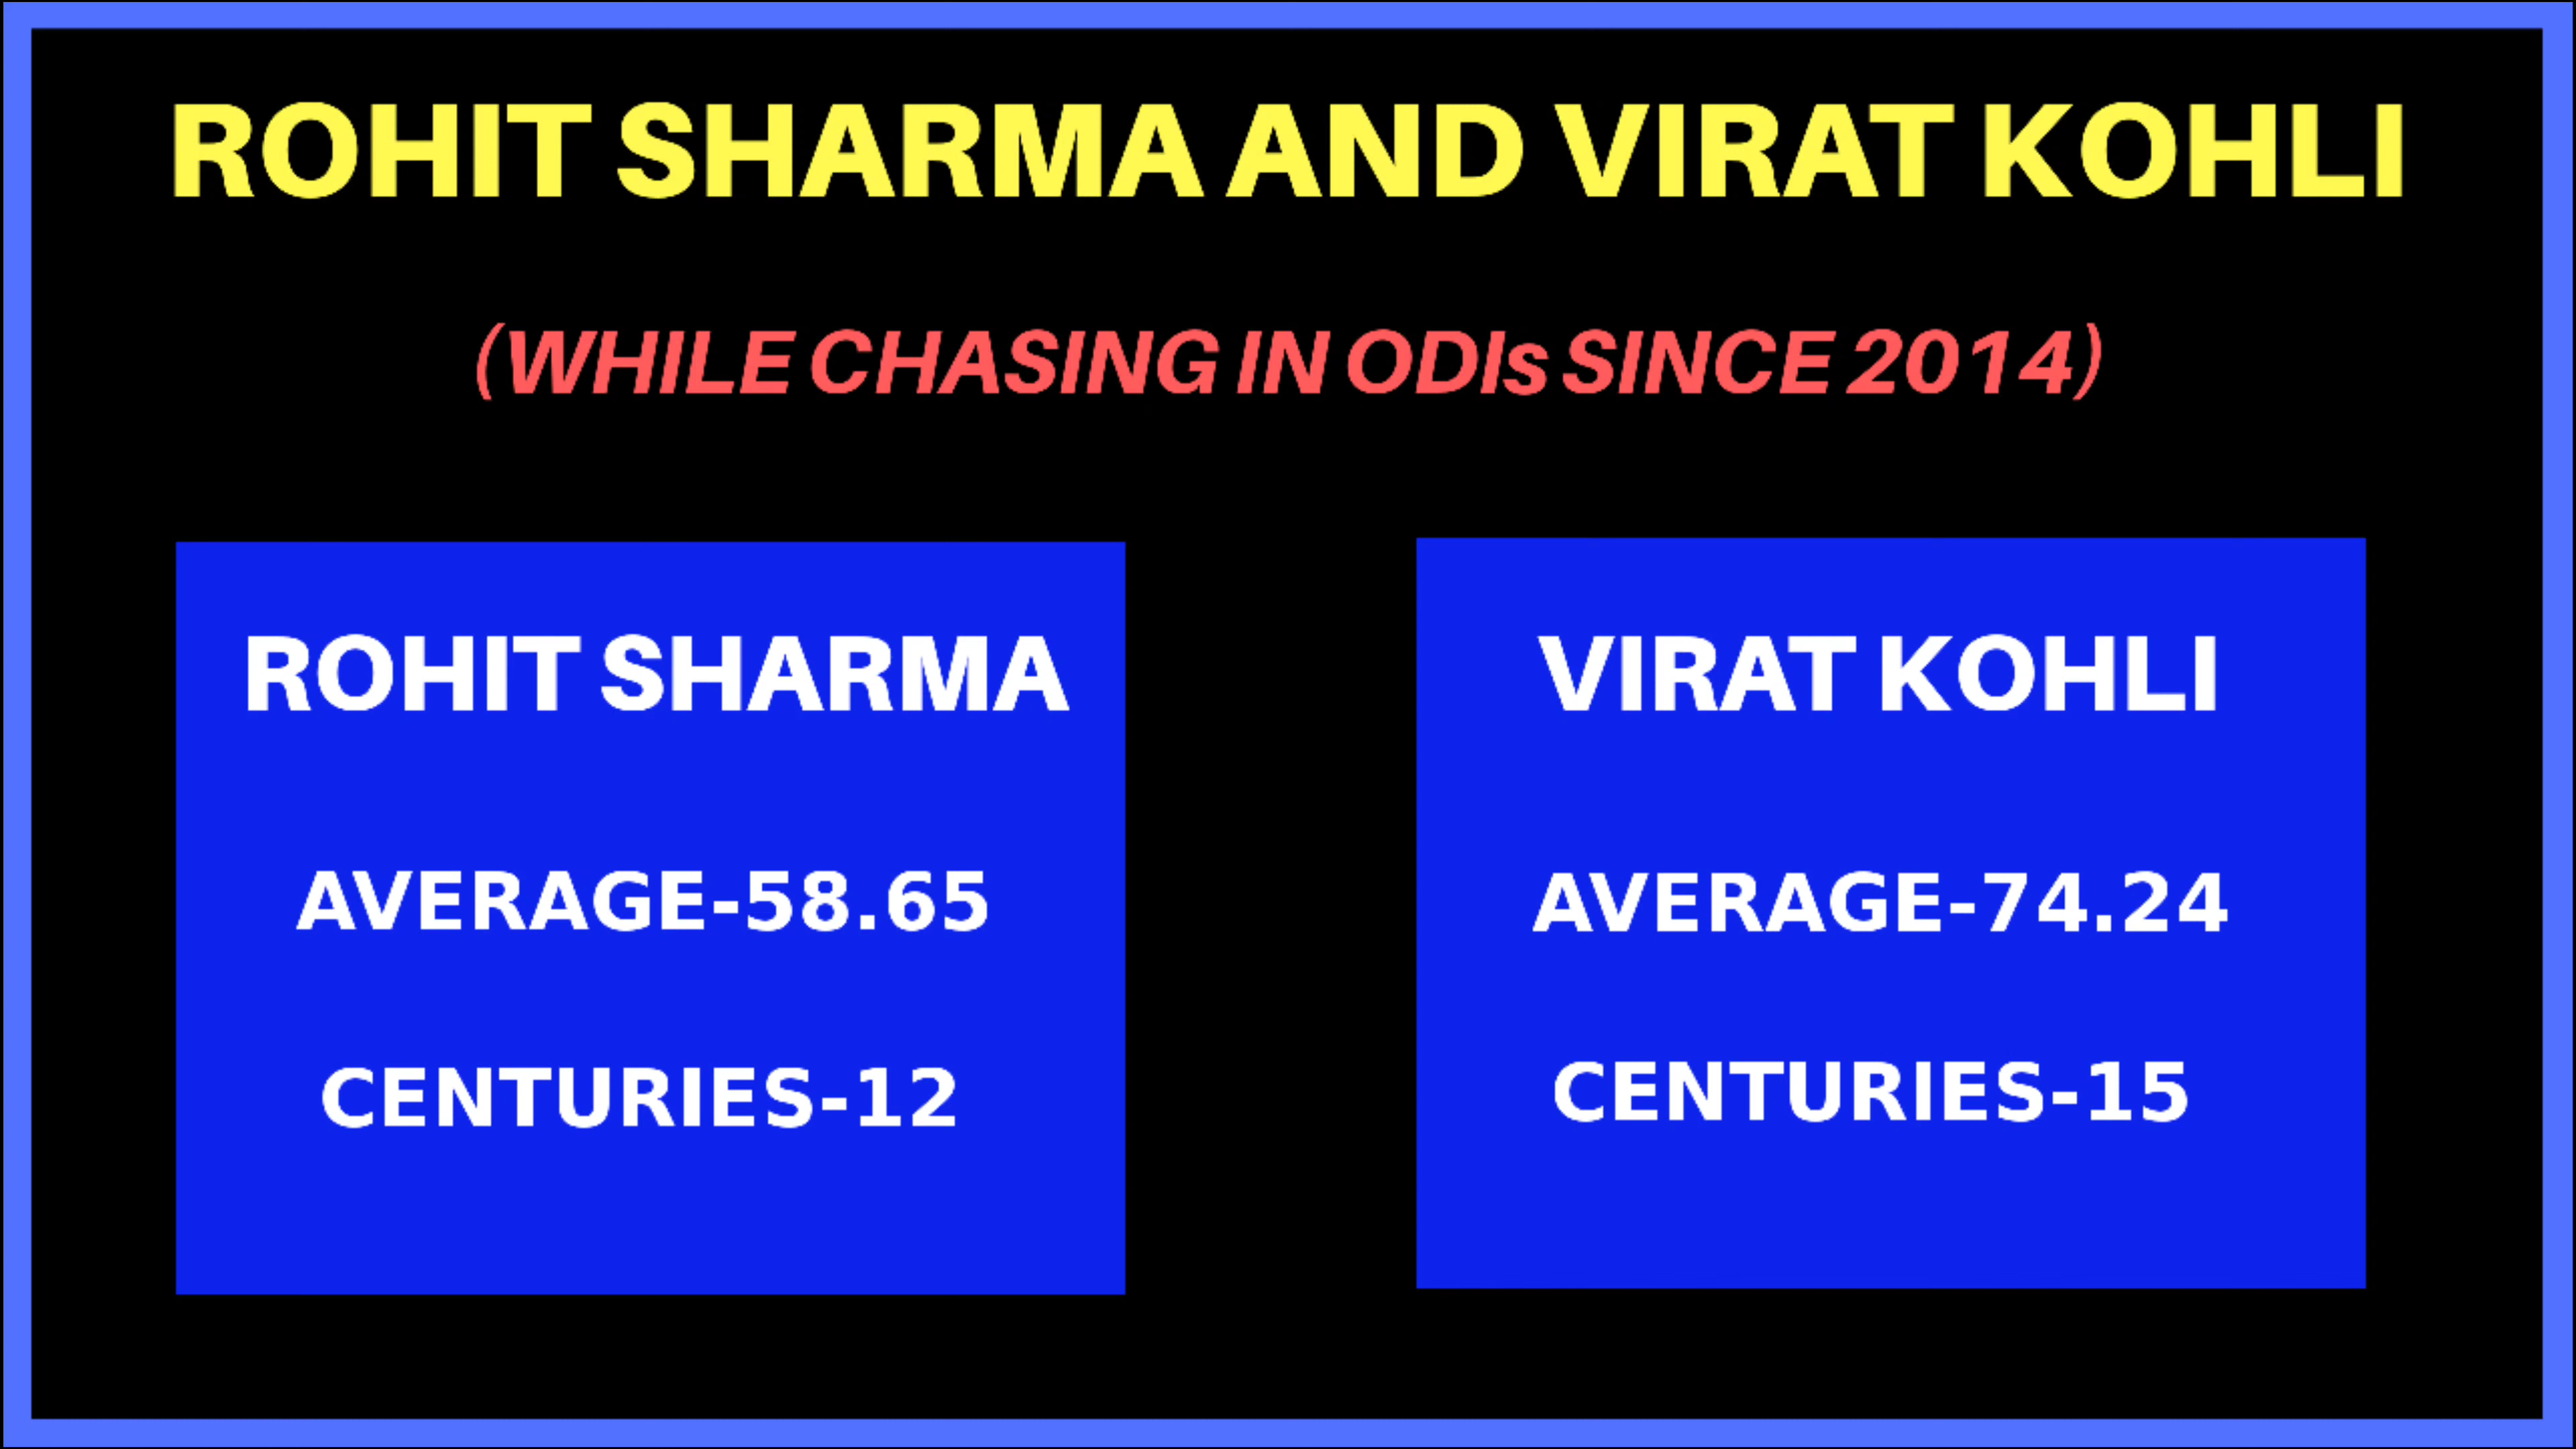 ROHIT SHARMA AND VIRAT KOHLI
(WHILE CHASING IN ODIs SINCE 2014)
ROHIT SHARMA
AVERAGE-58.65
CENTURIES-12
VIRAT KOHLI
AVERAGE-74.24
CENTURIES-15